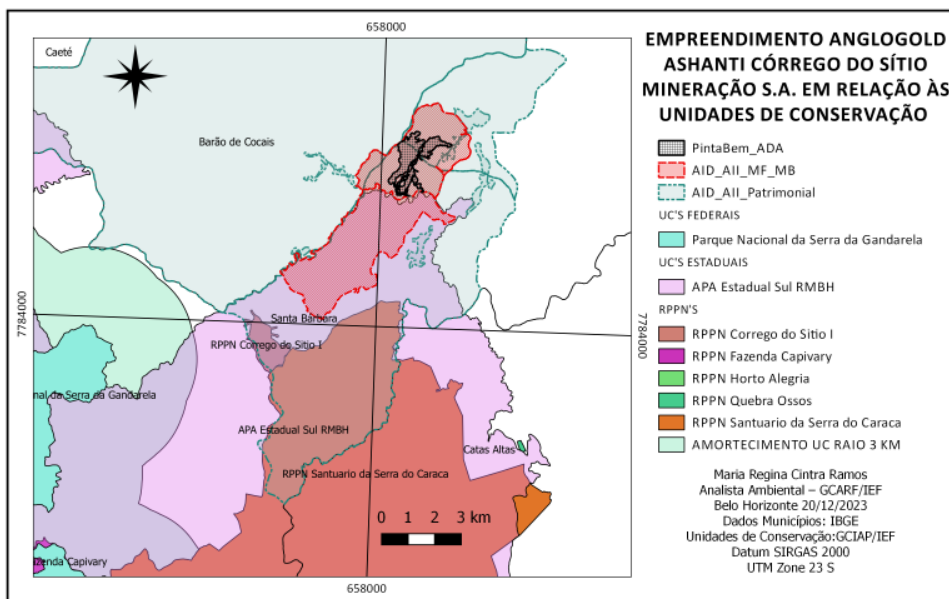 658000
Caeté
Barão de Cocais
7784000
7784000
Santa Bárbara
RPPN Corrego do Sitio I
nal da Serra da Gandarela
APA Estadual Sul RMBH
Catas Altas
RPPN Santuario da Serra do Caraca
0 1 2 3 km
azenda Capivary
658000
EMPREENDIMENTO ANGLOGOLD
ASHANTI CÓRREGO DO SÍTIO
MINERAÇÃO S.A. EM RELAÇÃO ÀS
UNIDADES DE CONSERVAÇÃO
PintaBem_ADA
AID_AII_MF_MB
AID_AII_Patrimonial
UC'S FEDERAIS
Parque Nacional da Serra da Gandarela
UC'S ESTADUAIS
APA Estadual Sul RMBH
RPPN'S
RPPN Corrego do Sitio I
RPPN Fazenda Capivary
RPPN Horto Alegria
RPPN Quebra Ossos
RPPN Santuario da Serra do Caraca
AMORTECIMENTO UC RAIO 3 KM
Maria Regina Cintra Ramos
Analista Ambiental – GCARF/IEF
Belo Horizonte 20/12/2023
Dados Municípios: IBGE
Unidades de Conservação:GCIAP/IEF
Datum SIRGAS 2000
UTM Zone 23 S